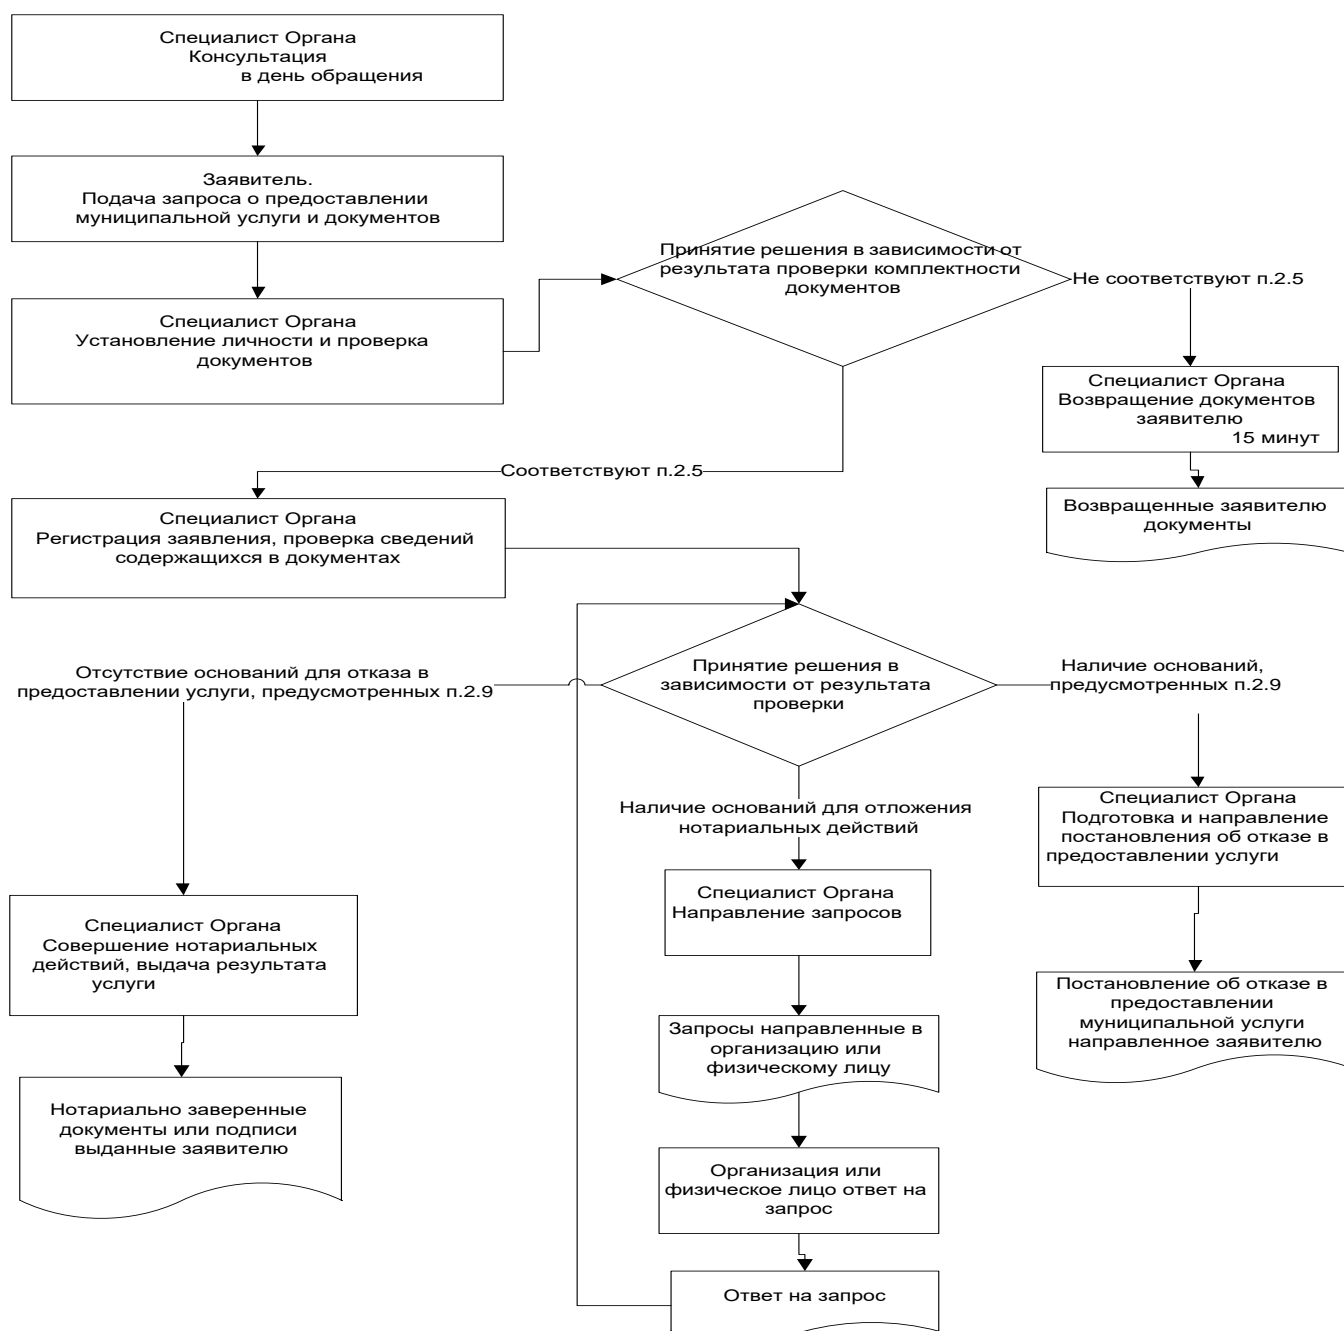 Специалист Органа
Консультация
в день обращения
Заявитель.
Подача запроса о предоставлении
муниципальной услуги и документов
Специалист Органа
Установление личности и проверка
документов
Принятие решения в зависимости от
результата проверки комплектности
документов
Не соответствуют п.2.5
Специалист Органа
Возвращение документов
заявителю
15 минут
Возвращенные заявителю
документы
Соответствуют п.2.5
Специалист Органа
Регистрация заявления, проверка сведений
содержащихся в документах
Принятие решения в
зависимости от результата
проверки
Отсутствие оснований для отказа в
предоставлении услуги, предусмотренных п.2.9
Наличие оснований,
предусмотренных п.2.9
Наличие оснований для отложения
нотариальных действий
Специалист Органа
Подготовка и направление
постановления об отказе в
предоставлении услуги
Специалист Органа
Направление запросов
Специалист Органа
Совершение нотариальных
действий, выдача результата
услуги
Постановление об отказе в
предоставлении
муниципальной услуги
направленное заявителю
Запросы направленные в
организацию или
физическому лицу
Нотариально заверенные
документы или подписи
выданные заявителю
Организация или
физическое лицо ответ на
запрос
Ответ на запрос